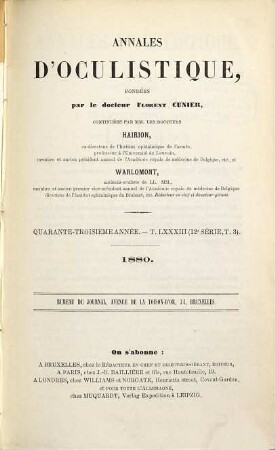 ANNALES
D'OCULISTIQUE,
FONDÉES
par le docteur FLORENT CUNIER,
CONTINUÉES PAR MM. LES DOCTEURS
HAIRION,
ex-directeur de l'Institut ophthalmique de l'armée,
professeur à l'Université de Louvain,
membre et ancien président annuel de l'Académie royale de médecine de Belgique, etc., et
WARLOMONT,
médecin-oculiste de LL. MM.,
membre et ancien premier vice-président annuel de l'Académie royale de médecine de Belgique
directeur de l'Institut ophthalmique du Brabant, etc. Rédacteur en chef et directeur-gérant.
QUARANTE-TROISIEME ANNÉE. — T. LXXXIII (12e SÉRIE, T. 3).
1880.
BUREAU DU JOURNAL, AVENUE DE LA TOISON-D'OR, 34, BRUXELLES.
On s'abonne :
A BRUXELLES, chez le RÉDACTEUR EN CHEF ET DIRECTEUR-GÉRANT, ÉDITEUR,
A PARIS, chez J.-B. BAILLIÈRE et fils, rue Hautefeuille, 19.
A LONDRES, chez WILLIAMS et NORGATE, Henrietta street, Covent-Garden,
ET POUR TOUTE L'ALLEMAGNE,
chez MUQUARDT, Verlag Expedition à LEIPZIG.